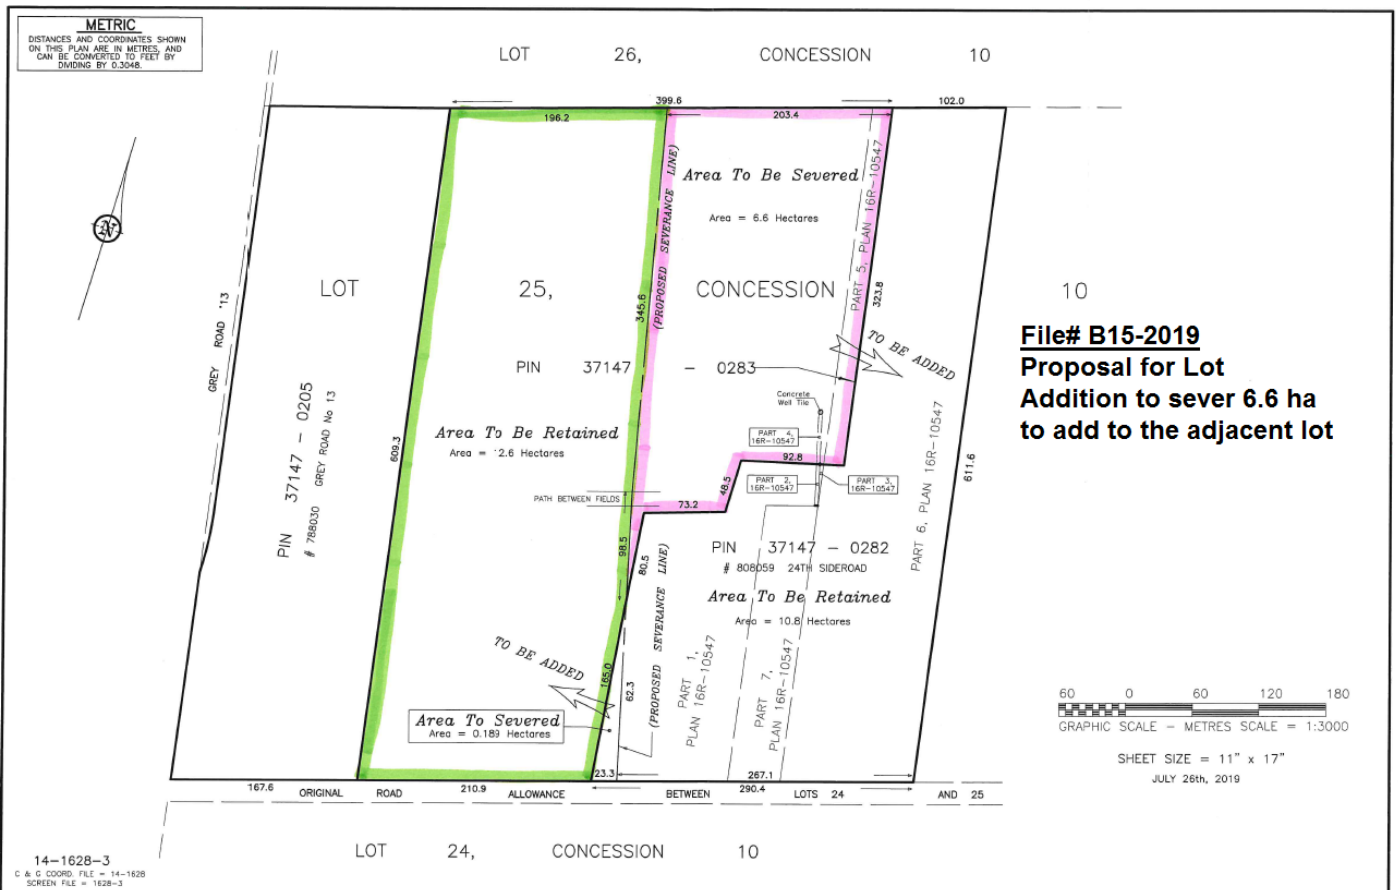 METRIC
DISTANCES AND COORDINATES SHOWN
ON THIS PLAN ARE IN METRES, AND
CAN BE CONVERTED TO FEET BY
DIVIDING BY 0.3048.
LOT 26, CONCESSION 10
399.6
102.0
196.2
203.4
N
Area To Be Severed
Area = 6.6 Hectares
(PROPOSED SEVERANCE LINE)
PART 5, PLAN 16R-10547
LOT 25, CONCESSION 10
GREY ROAD '13
345.6
323.8
TO BE ADDED
PIN 37147 - 0283
File# B15-2019
Proposal for Lot
Addition to sever 6.6 ha
to add to the adjacent lot
PIN 37147 - 0205
# 788030 GREY ROAD No 13
609.3
Area To Be Retained
Area = '2.6 Hectares
Concrete
Well Tile
PART 4,
16R-10547
92.8
PART 2,
16R-10547
PART 3,
16R-10547
48.5
73.2
PATH BETWEEN FIELDS
PART 6, PLAN 16R-10547
611.6
98.5
80.5
PIN 37147 - 0282
# 808059 24TH SIDEROAD
Area To Be Retained
Area = 10.8 Hectares
(PROPOSED SEVERANCE LINE)
TO BE ADDED
165.0
62.3
PART 1,
PLAN 16R-10547
PART 7,
PLAN 16R-10547
Area To Severed
Area = 0.189 Hectares
60 0 60 120 180
GRAPHIC SCALE - METRES SCALE = 1:3000
SHEET SIZE = 11" x 17"
JULY 26th, 2019
23.3
267.1
167.6
210.9
290.4
ORIGINAL ROAD ALLOWANCE BETWEEN LOTS 24 AND 25
LOT 24, CONCESSION 10
14-1628-3
C & G COORD. FILE = 14-1628
SCREEN FILE = 1628-3